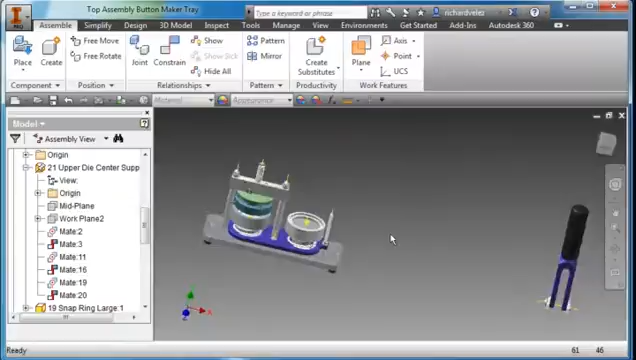 Top Assembly Button Maker Tray
Type a keyword or phrase
richardvelez
Assemble Design 3D Model Inspect Tools Manage View Environments Get Started Add-Ins Autodesk 360
Place Create
Free Move
Free Rotate
Joint Constrain
Show
Show Sick
Hide All
Pattern
Mirror
Create Substitutes
Plane
Axis
Point
UCS
Component Position Relationships Pattern Productivity Work Features
Material Appearance
Model
Assembly View
Origin
21 Upper Die Center Supp
View:
Origin
Mid-Plane
Work Plane2
Mate:2
Mate:3
Mate:11
Mate:16
Mate:19
Mate:20
19 Snap Ring Large:1
Ready 61 46